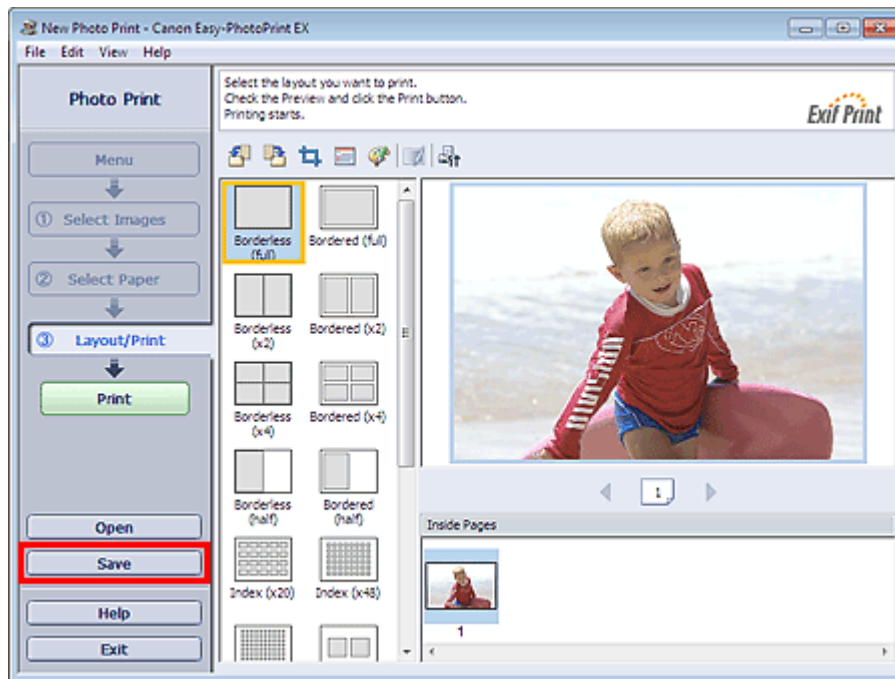 New Photo Print - Canon Easy-PhotoPrint EX
File Edit View Help
Photo Print
Select the layout you want to print.
Check the Preview and click the Print button.
Printing starts.
Exif Print
Menu
① Select Images
② Select Paper
③ Layout/Print
Print
Open
Save
Help
Exit
Borderless
(full)
Bordered (full)
Borderless
(x2)
Bordered (x2)
Borderless
(x4)
Bordered (x4)
Borderless
(half)
Bordered
(half)
Index (x20)
Index (x48)
1
Inside Pages
1